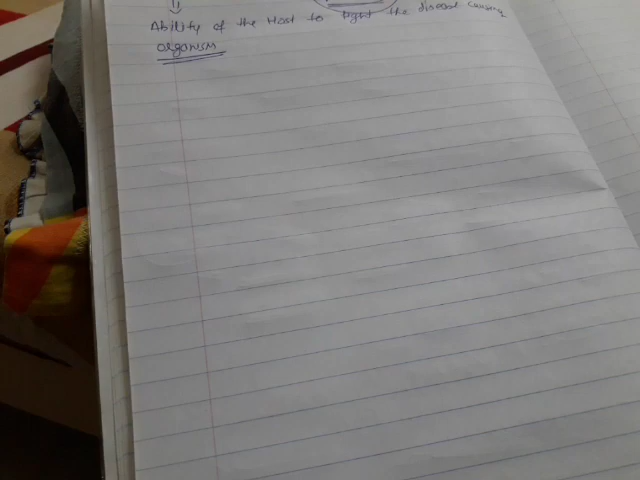 Ability of the Host to fight the disease causing
organism